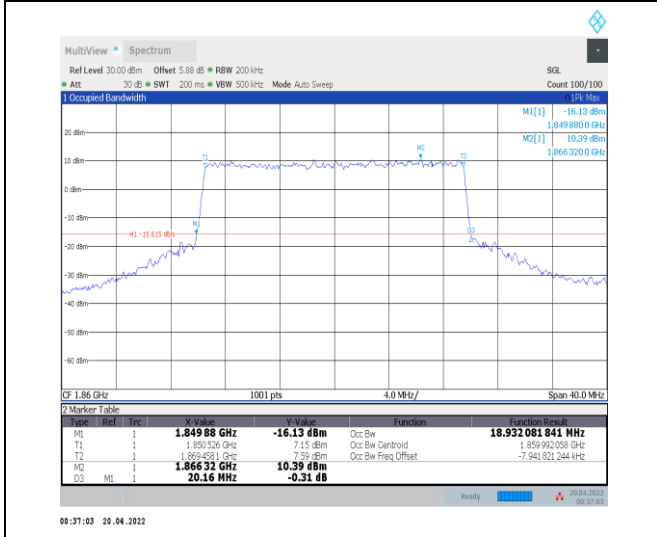 MultiView Spectrum
Ref Level 30.00 dBm Offset 5.88 dB RBW 200 kHz SGL
Att 30 dB SWT 200 ms VBW 500 kHz Mode Auto Sweep Count 100/100
1 Occupied Bandwidth 1Pk Max
M1[1] -16.13 dBm
1.849 880 0 GHz
20 dBm
M2[1] 10.39 dBm
1.866 320 0 GHz
M2
T1 T2
10 dBm
0 dBm
-10 dBm
M1
H1 -15.615 dBm
D3
-20 dBm
-30 dBm
-40 dBm
-50 dBm
-60 dBm
CF 1.86 GHz 1001 pts 4.0 MHz/ Span 40.0 MHz
2 Marker Table
Type Ref Trc X-Value Y-Value Function Function Result
M1 1 1.849 88 GHz -16.13 dBm Occ Bw 18.932 081 841 MHz
T1 1 1.850 526 GHz 7.15 dBm Occ Bw Centroid 1.859 992 058 GHz
T2 1 1.869 458 1 GHz 7.59 dBm Occ Bw Freq Offset -7.941 821 244 kHz
M2 1 1.866 32 GHz 10.39 dBm
D3 M1 1 20.16 MHz -0.31 dB
Ready 20.04.2022
00:37:03
00:37:03 20.04.2022